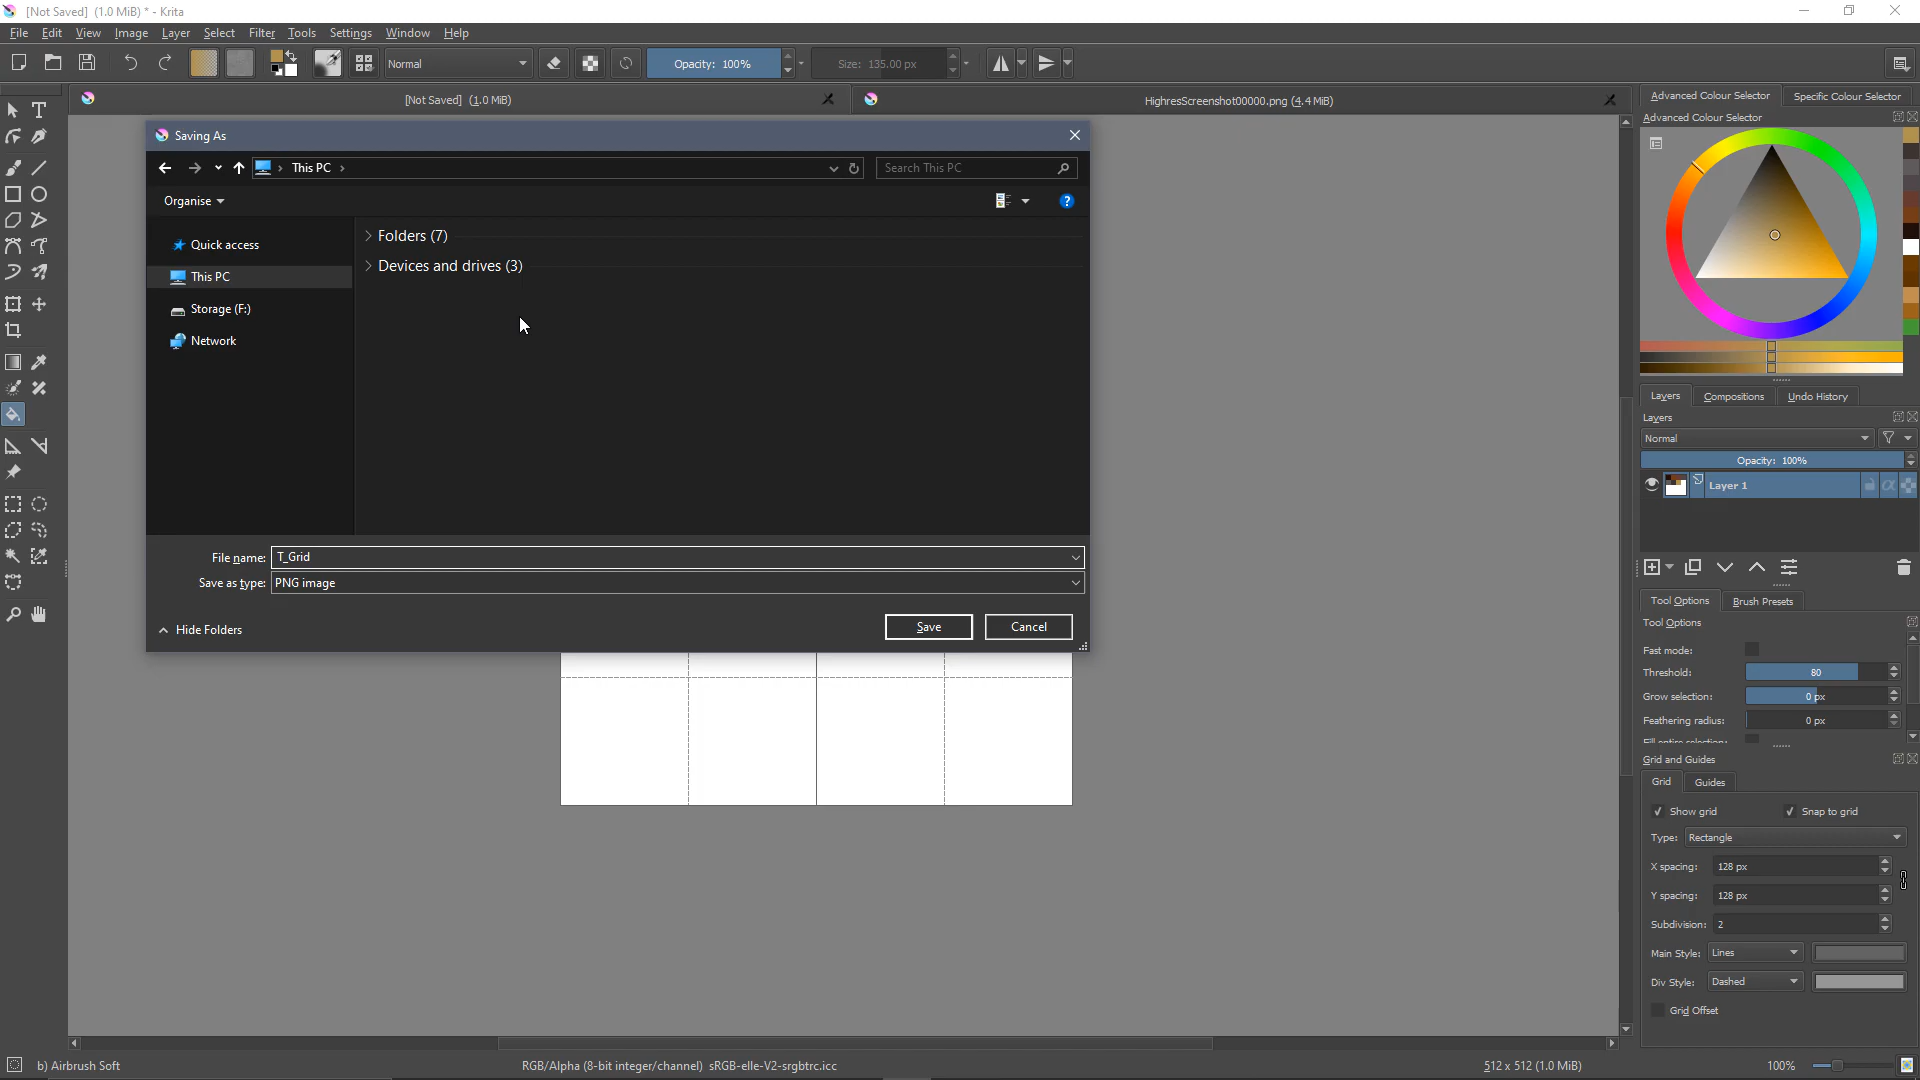 [Not Saved] (1.0 MiB) * - Krita
File Edit View Image Layer Select Filter Tools Settings Window Help
Normal Opacity: 100% Size: 135.00 px
[Not Saved] (1.0 MiB) HighresScreenshot00000.png (4.4 MiB)
Saving As
This PC
Search This PC
Organise
Quick access
This PC
Storage (F:)
Network
Folders (7)
Devices and drives (3)
File name: T_Grid
Save as type: PNG image
Hide Folders
Save Cancel
Advanced Colour Selector Specific Colour Selector
Advanced Colour Selector
Layers Compositions Undo History
Layers
Normal
Opacity: 100%
Layer 1
Tool Options Brush Presets
Tool Options
Fast mode:
Threshold: 80
Grow selection: 0 px
Feathering radius: 0 px
Fill entire selection:
Grid and Guides
Grid Guides
Show grid Snap to grid
Type: Rectangle
X spacing: 128 px
Y spacing: 128 px
Subdivision: 2
Main Style: Lines
Div Style: Dashed
Grid Offset
b) Airbrush Soft
RGB/Alpha (8-bit integer/channel) sRGB-elle-V2-srgbtrc.icc
512 x 512 (1.0 MiB)
100%